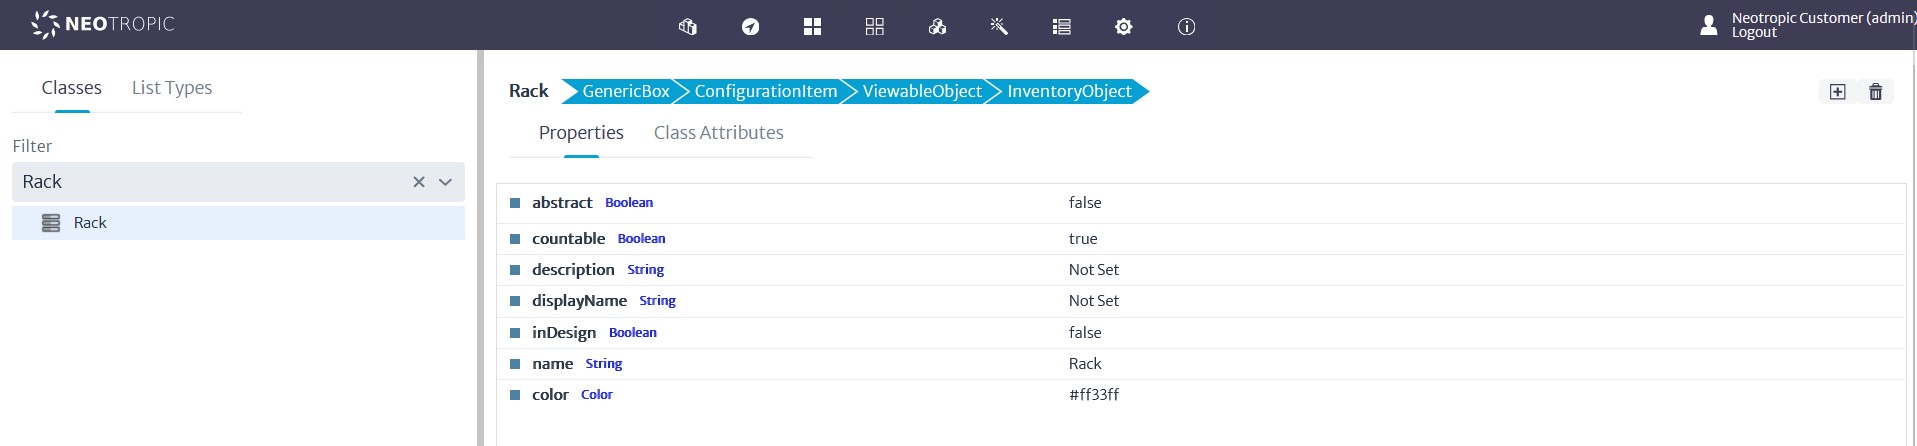 NEOTROPIC
Neotropic Customer (admin)
Logout
Classes List Types
Filter
Rack
Rack
Rack GenericBox ConfigurationItem ViewableObject InventoryObject
Properties Class Attributes
abstract Boolean false
countable Boolean true
description String Not Set
displayName String Not Set
inDesign Boolean false
name String Rack
color Color #ff33ff